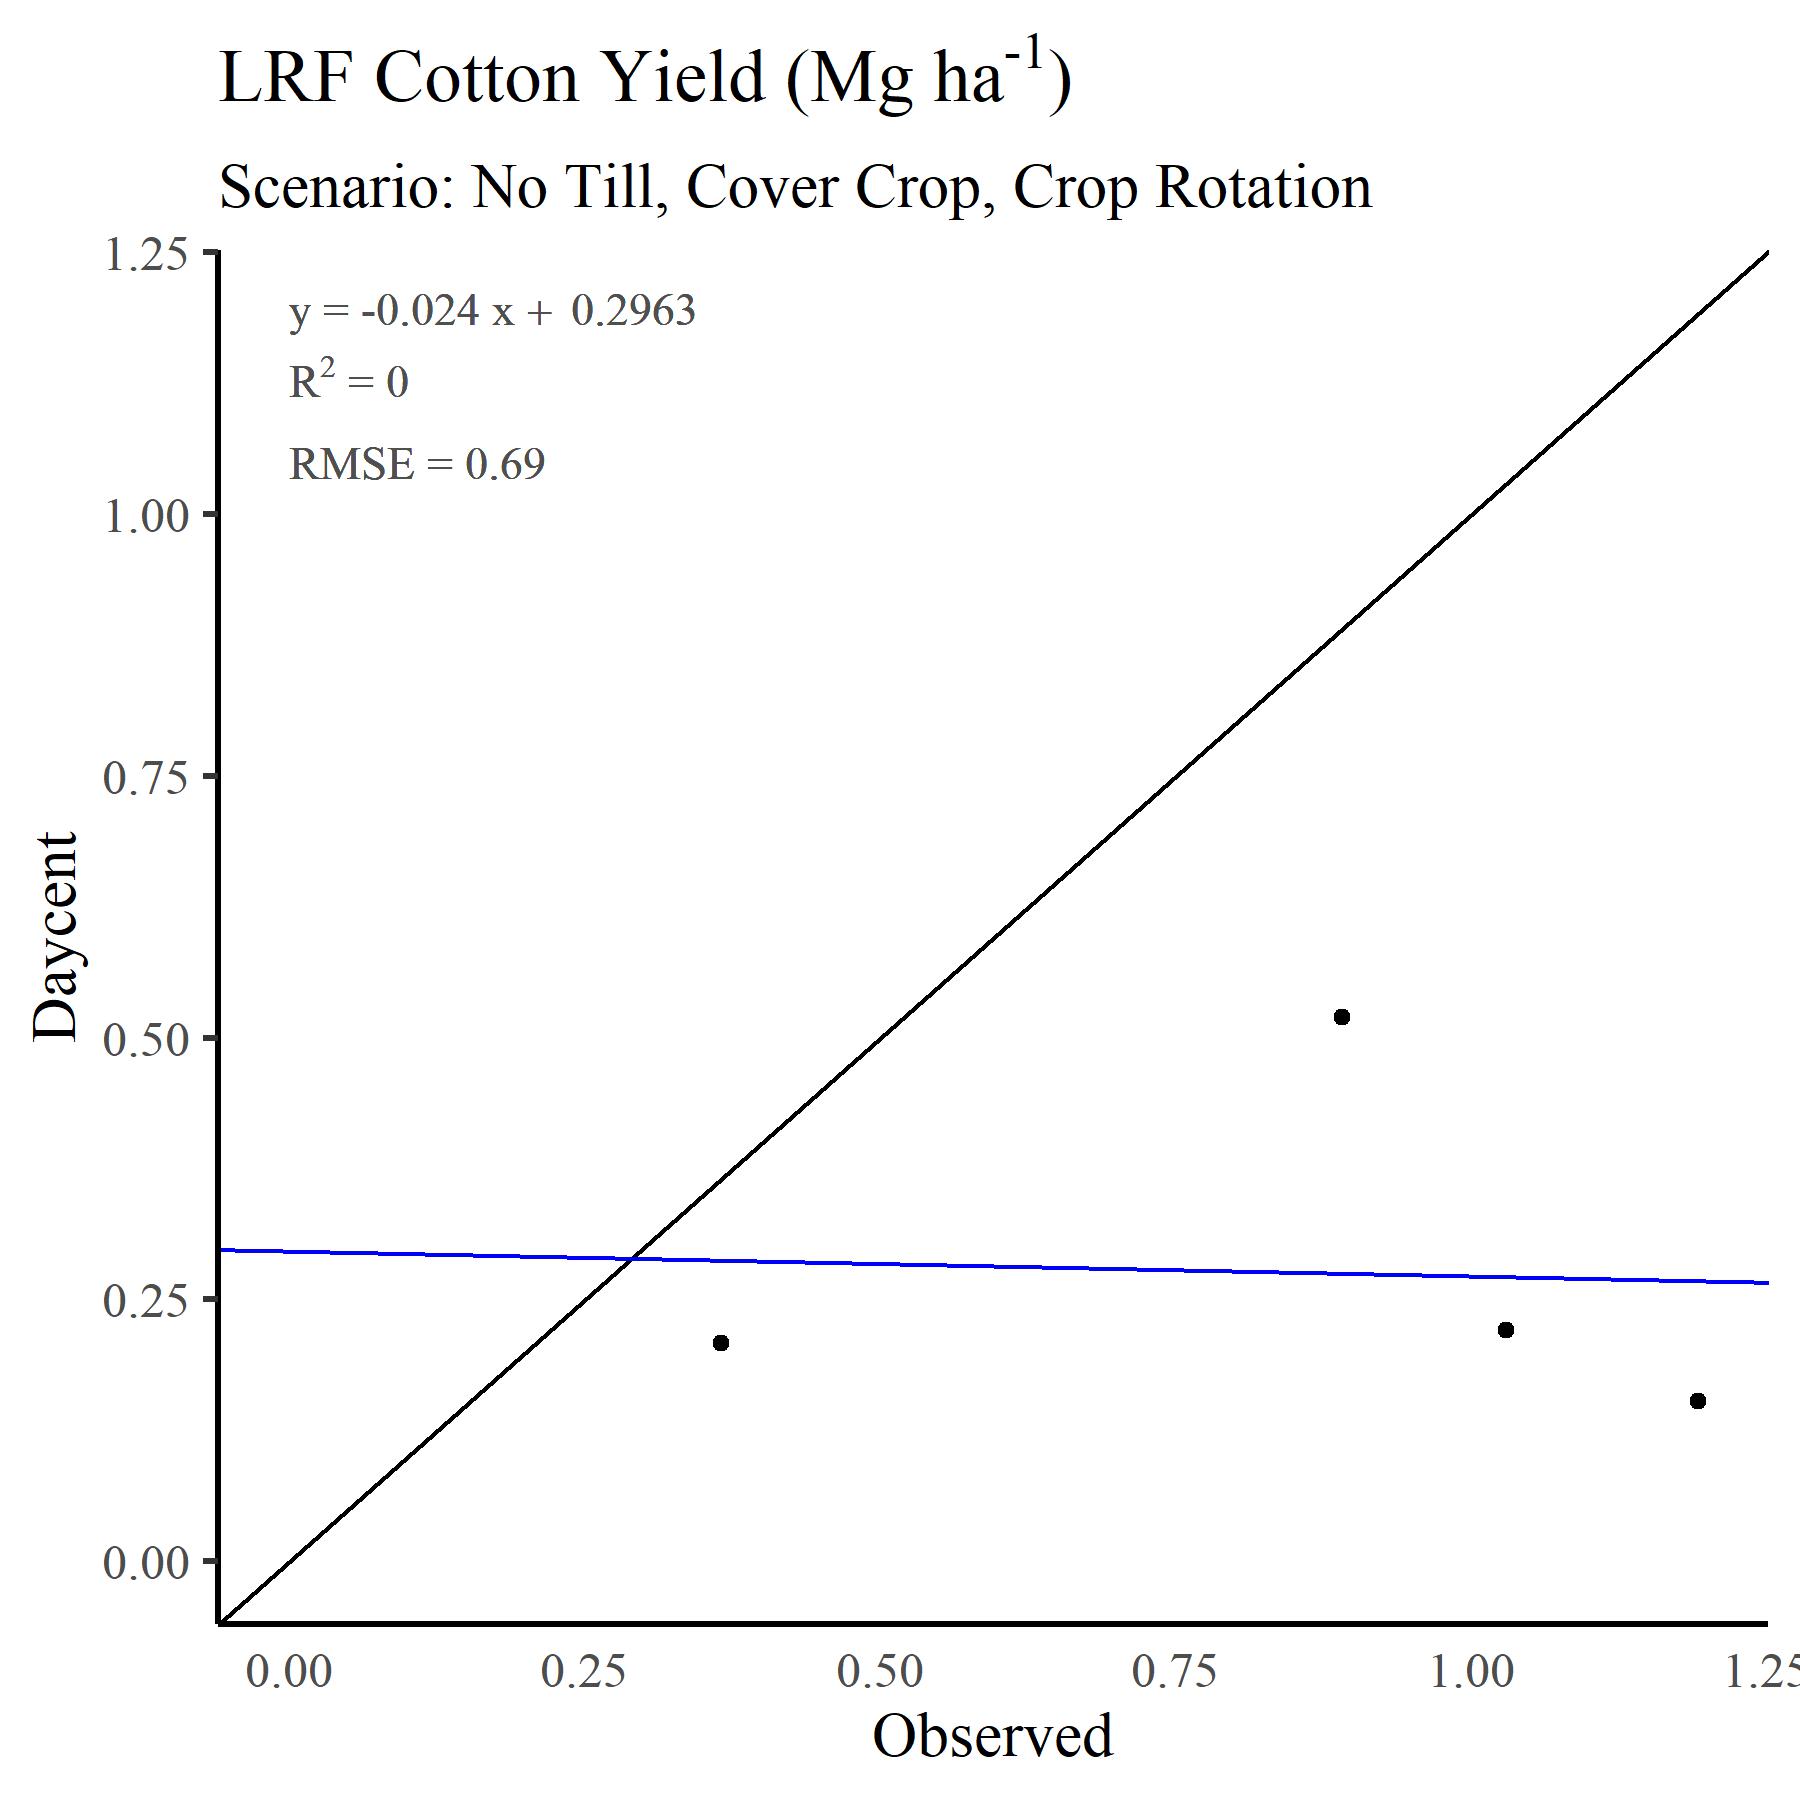 LRF Cotton Yield (Mg ha⁻¹)
Scenario: No Till, Cover Crop, Crop Rotation
1.25
y = -0.024 x + 0.2963
R² = 0
RMSE = 0.69
1.00
0.75
Daycent
0.50
0.25
0.00
0.00 0.25 0.50 0.75 1.00 1.25
Observed